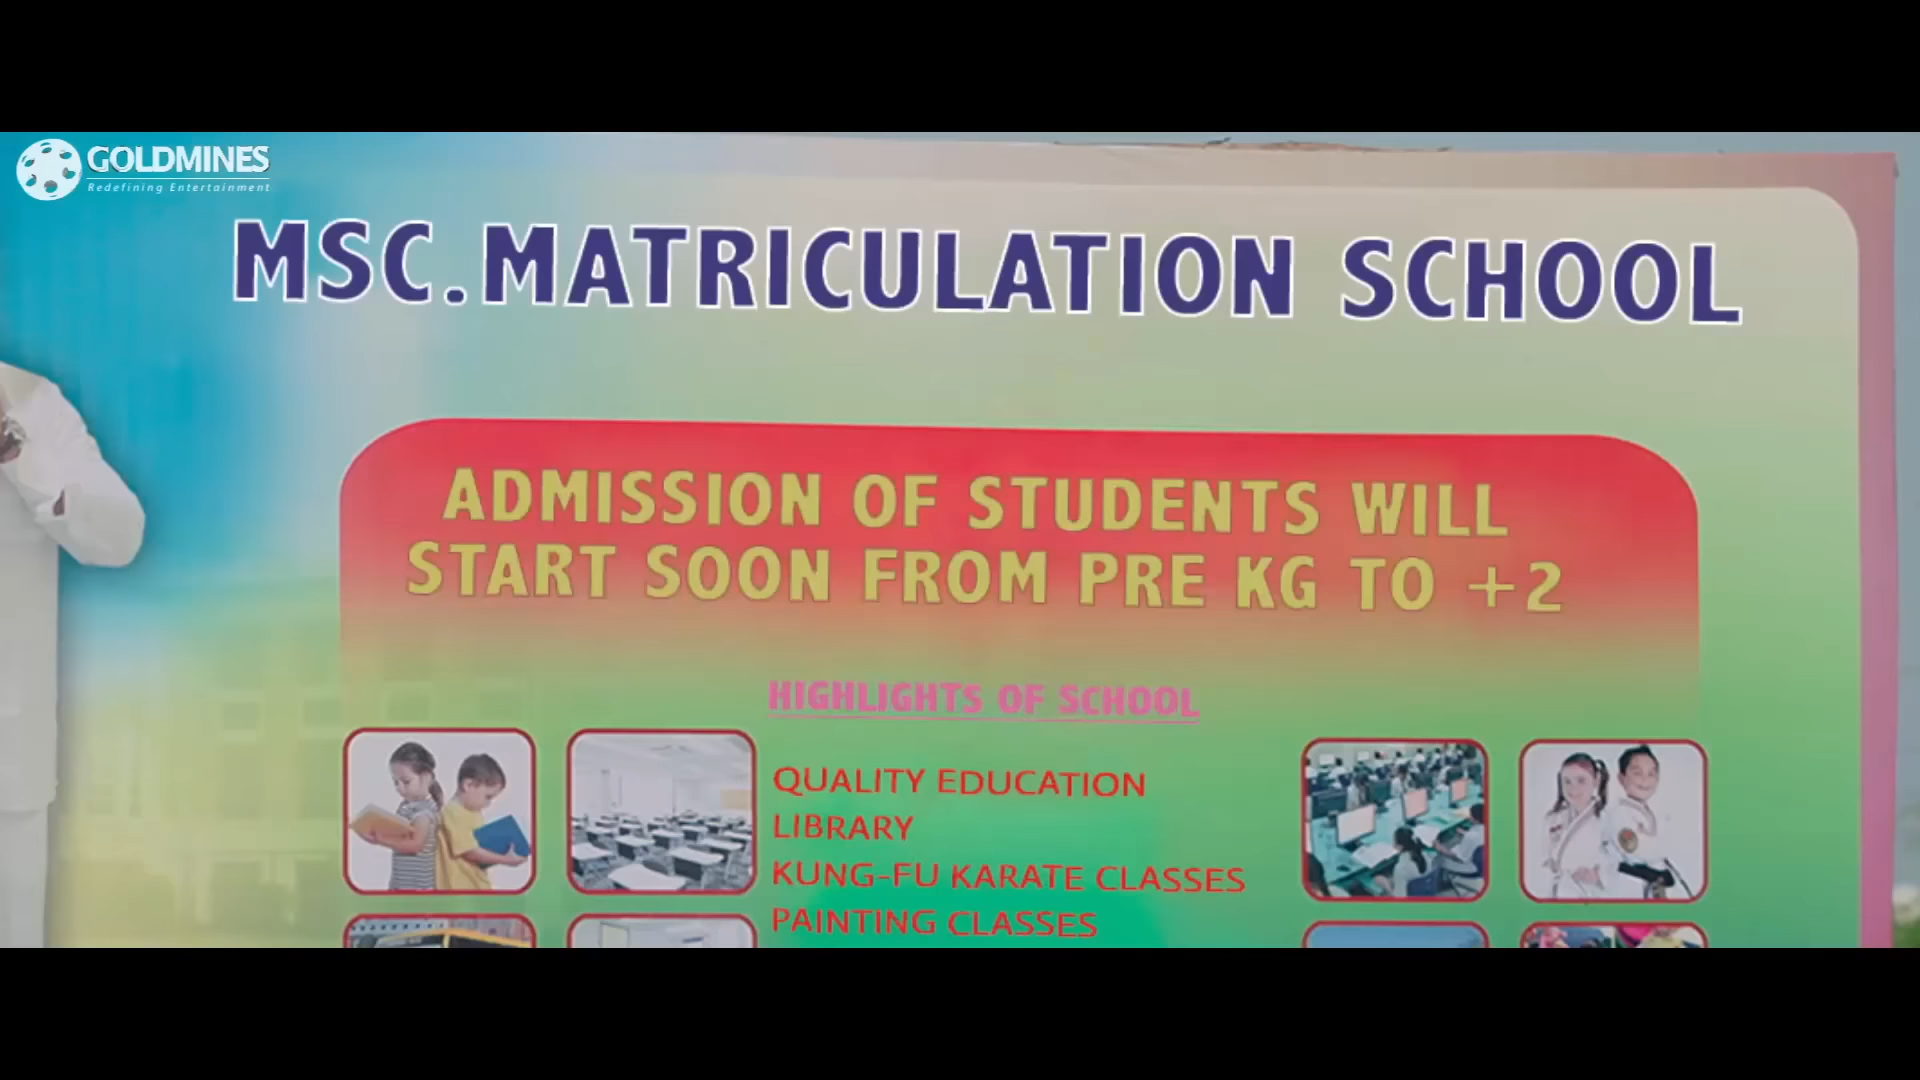 GOLDMINES
Redefining Entertainment
MSC.MATRICULATION SCHOOL
ADMISSION OF STUDENTS WILL
START SOON FROM PRE KG TO +2
HIGHLIGHTS OF SCHOOL
QUALITY EDUCATION
LIBRARY
KUNG-FU KARATE CLASSES
PAINTING CLASSES